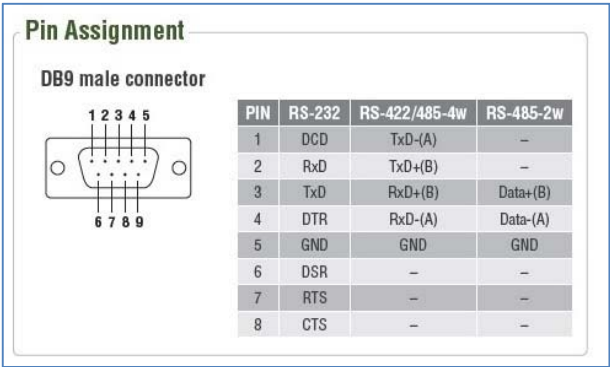 Pin Assignment
DB9 male connector
1 2 3 4 5
6 7 8 9
PIN RS-232 RS-422/485-4w RS-485-2w
1 DCD TxD-(A) –
2 RxD TxD+(B) –
3 TxD RxD+(B) Data+(B)
4 DTR RxD-(A) Data-(A)
5 GND GND GND
6 DSR – –
7 RTS – –
8 CTS – –